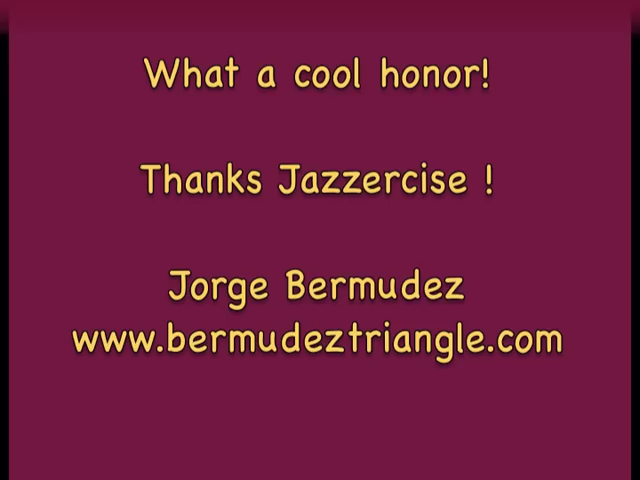 What a cool honor!
Thanks Jazzercise !
Jorge Bermudez
www.bermudeztriangle.com